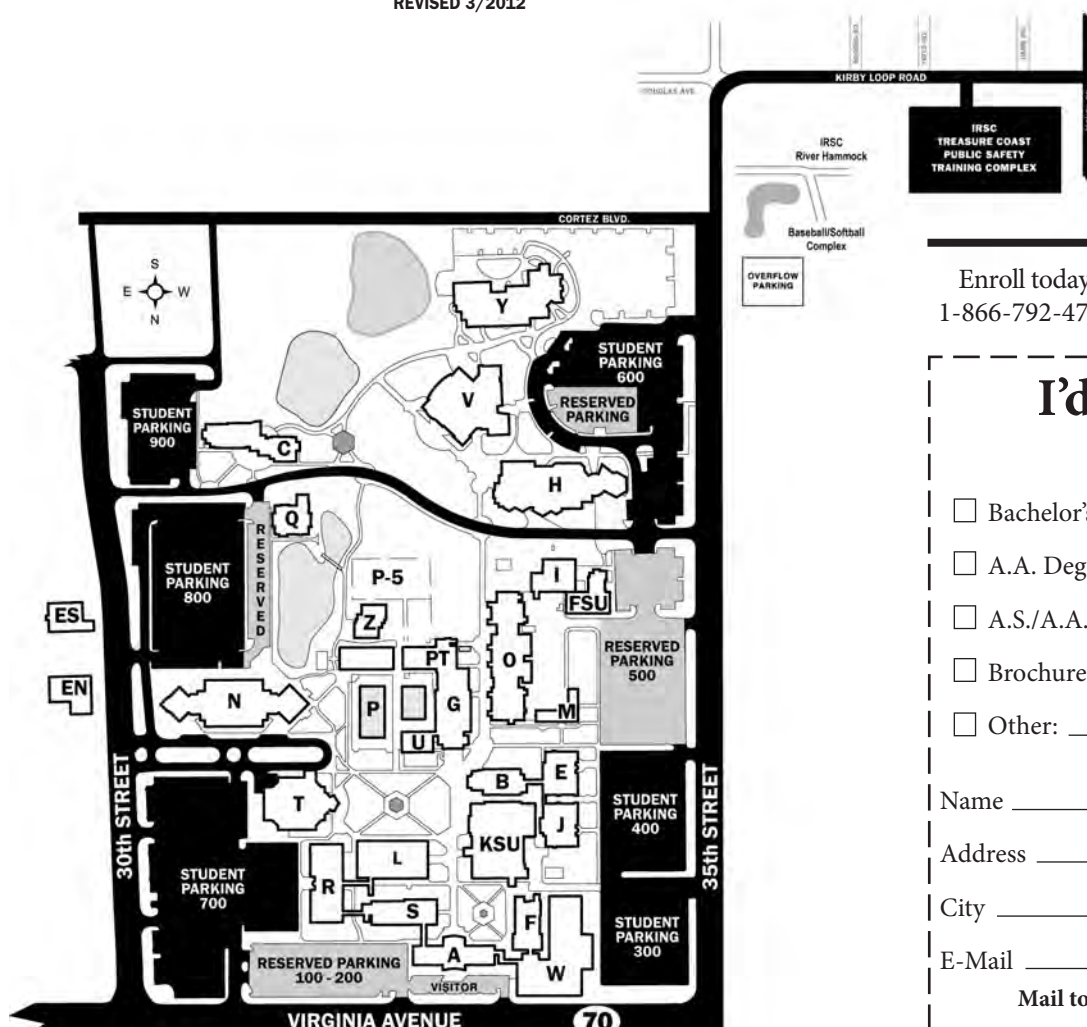 REVISED 3/2012
KIRBY LOOP ROAD
DOUGLAS AVE
IRSC
TREASURE COAST
PUBLIC SAFETY
TRAINING COMPLEX
IRSC
River Hammock
Baseball/Softball
Complex
OVERFLOW
PARKING
CORTEZ BLVD.
S
E
W
N
Y
STUDENT
PARKING
600
RESERVED
PARKING
V
STUDENT
PARKING
900
C
H
Q
RESERVED
STUDENT
PARKING
800
P-5
I
FSU
ES
Z
PT
O
RESERVED
PARKING
500
EN
N
P
G
M
U
30th STREET
35th STREET
B
E
T
STUDENT
PARKING
400
J
KSU
L
STUDENT
PARKING
700
R
S
F
STUDENT
PARKING
300
A
W
RESERVED PARKING
100 - 200
VISITOR
VIRGINIA AVENUE
70
Enroll today
1-866-792-47
I'd
Bachelor's
A.A. Deg
A.S./A.A.
Brochure
Other:
Name
Address
City
E-Mail
Mail to